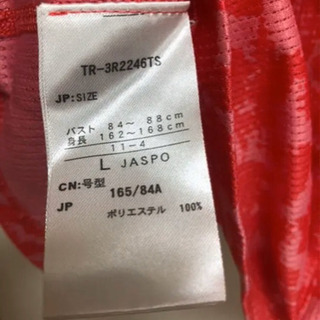 TR-3R2246TS
JP:SIZE
バスト 84〜 88cm
身長 162〜168cm
11-4
L JASPO
CN:号型 165/84A
JP ポリエステル 100%